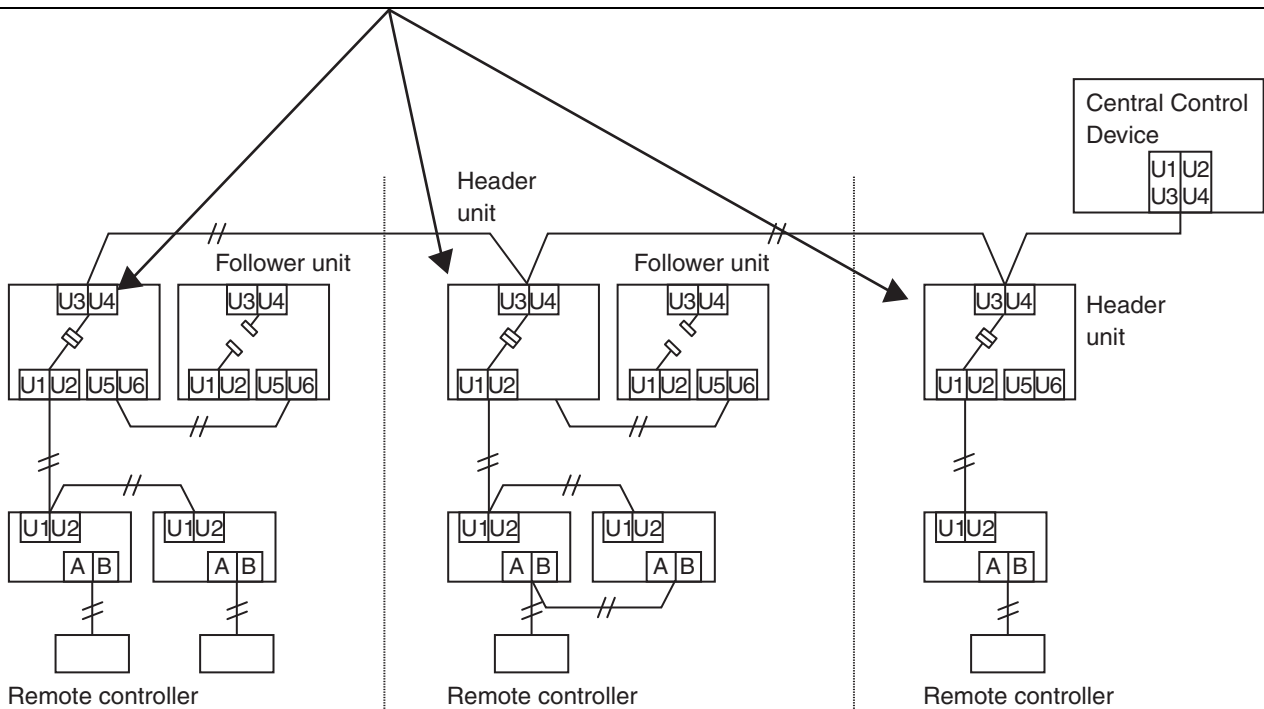 Central Control
Device
U1 U2
U3 U4
Header
unit
Follower unit
Follower unit
U3 U4
U3 U4
U3 U4
U3 U4
U3 U4
Header
unit
U1 U2 U5 U6
U1 U2 U5 U6
U1 U2
U1 U2 U5 U6
U1 U2 U5 U6
U1 U2
U1 U2
U1 U2
U1 U2
U1 U2
A B
A B
A B
A B
A B
Remote controller
Remote controller
Remote controller